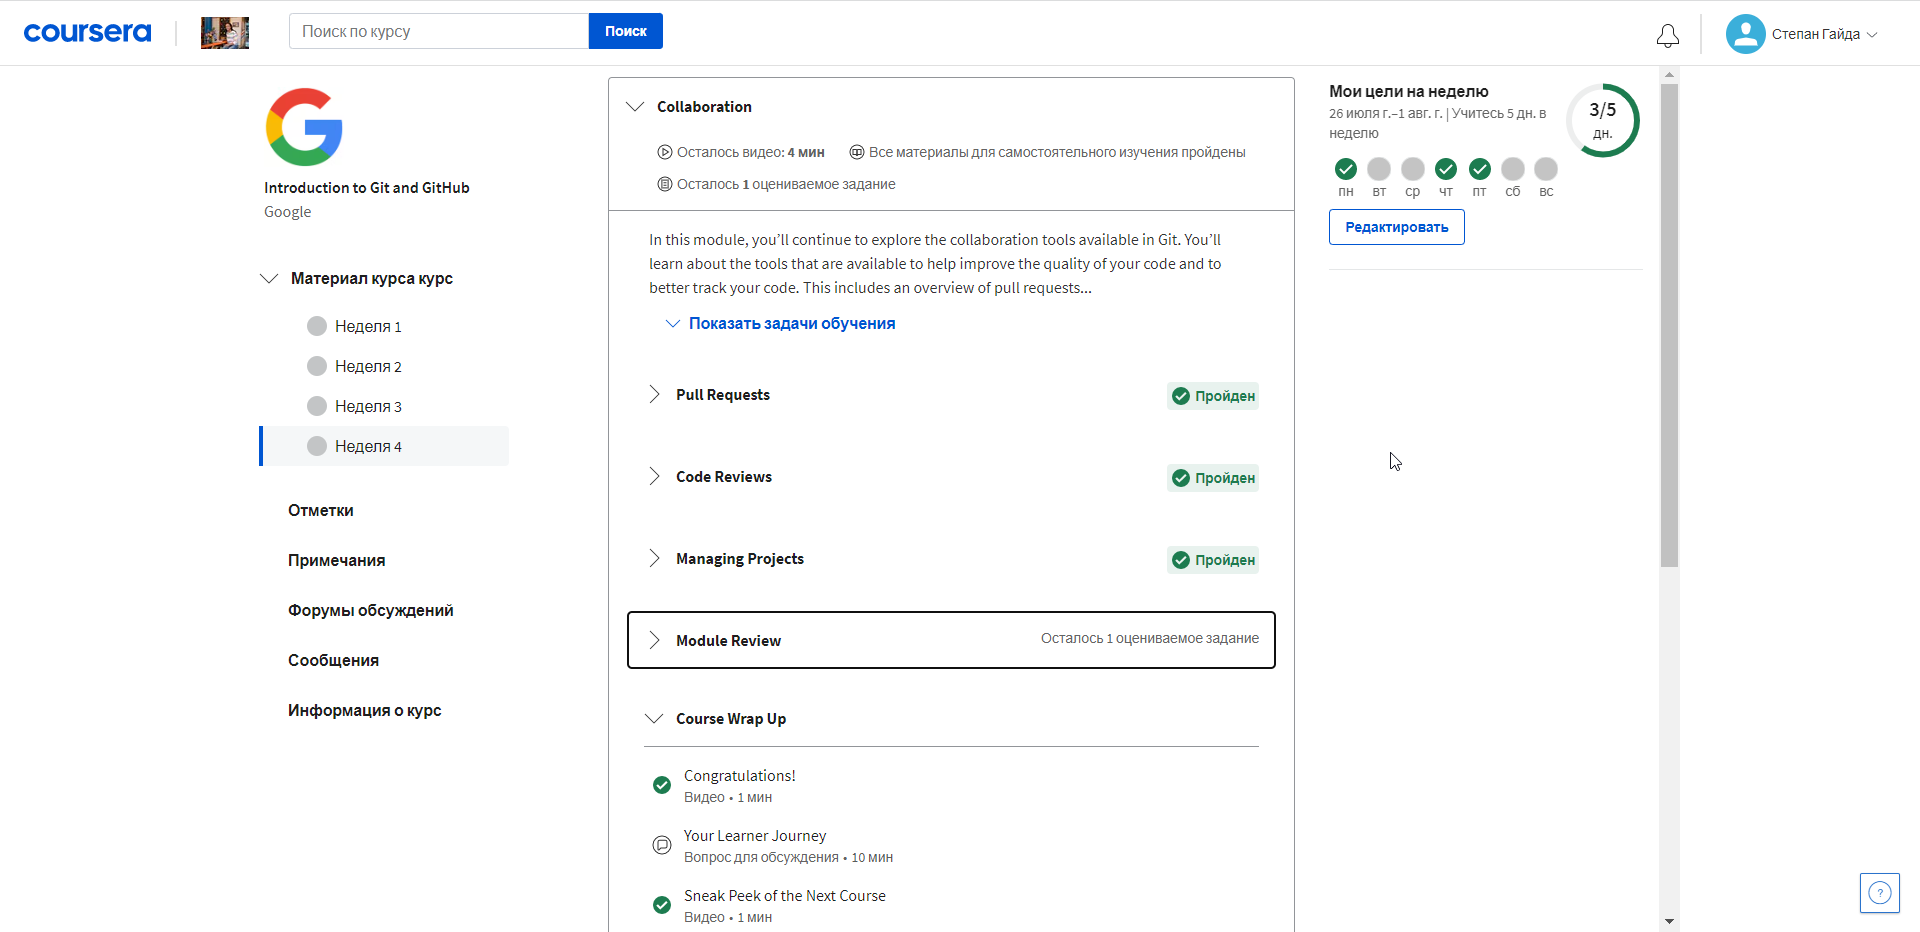 coursera
Поиск по курсу
Поиск
Степан Гайда
Introduction to Git and GitHub
Google
Материал курса курс
Неделя 1
Неделя 2
Неделя 3
Неделя 4
Отметки
Примечания
Форумы обсуждений
Сообщения
Информация о курс
Collaboration
Осталось видео: 4 мин
Все материалы для самостоятельного изучения пройдены
Осталось 1 оцениваемое задание
In this module, you’ll continue to explore the collaboration tools available in Git. You’ll
learn about the tools that are available to help improve the quality of your code and to
better track your code. This includes an overview of pull requests...
Показать задачи обучения
Pull Requests
Пройден
Code Reviews
Пройден
Managing Projects
Пройден
Module Review
Осталось 1 оцениваемое задание
Course Wrap Up
Congratulations!
Видео • 1 мин
Your Learner Journey
Вопрос для обсуждения • 10 мин
Sneak Peek of the Next Course
Видео • 1 мин
Мои цели на неделю
26 июля г.–1 авг. г. | Учитесь 5 дн. в
неделю
3/5
дн.
пн вт ср чт пт сб вс
Редактировать
?